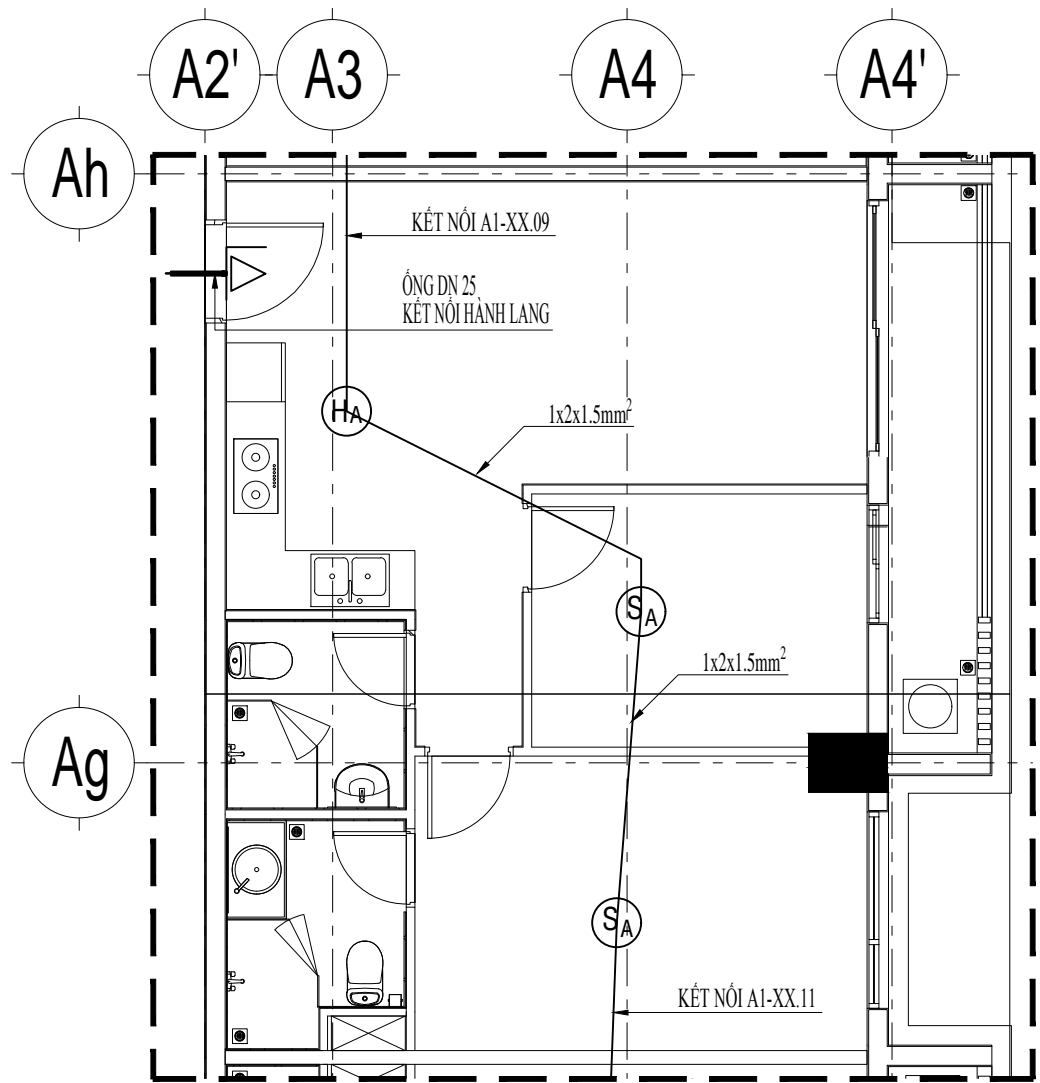 A2' A3 A4 A4'
Ah
KẾT NỐI A1-XX.09
ỐNG DN 25
KẾT NỐI HÀNH LANG
HA
1x2x1.5mm²
SA
1x2x1.5mm²
Ag
SA
KẾT NỐI A1-XX.11